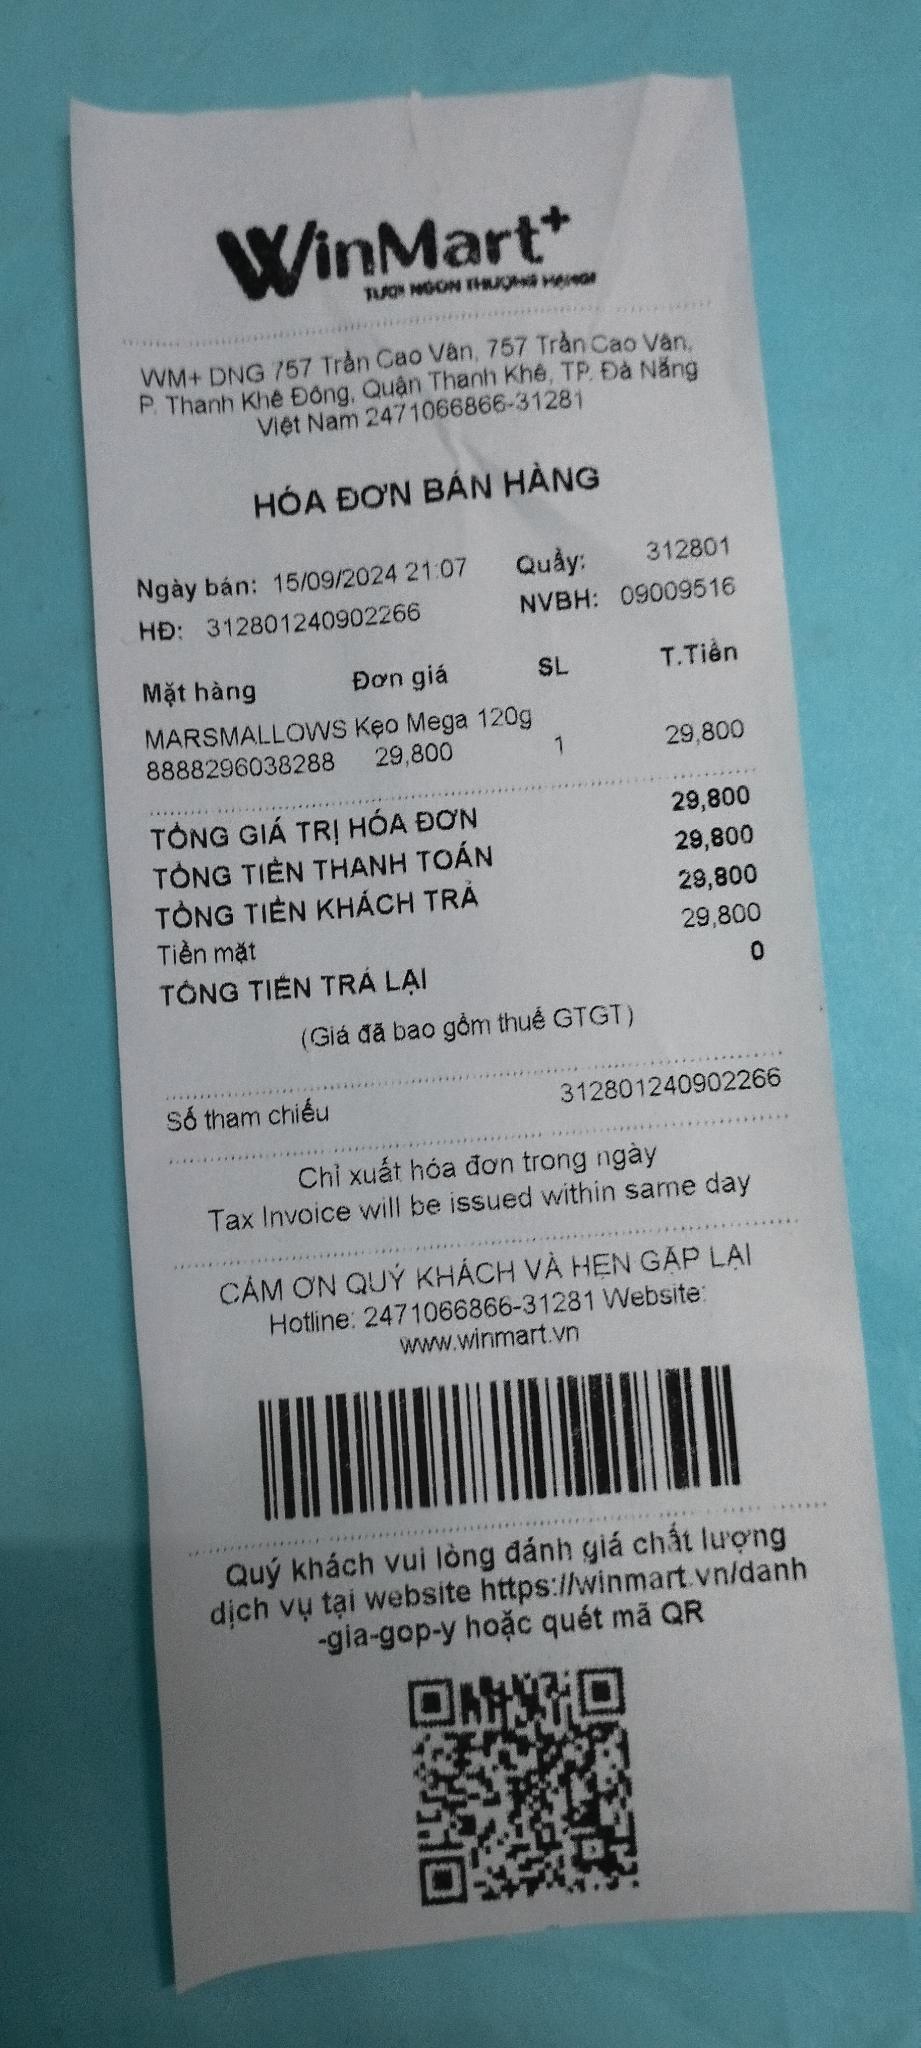 WinMart+
TƯƠI NGON THƯỢNG HẠNG!
WM+ DNG 757 Trần Cao Vân, 757 Trần Cao Vân,
P. Thanh Khê Đông, Quận Thanh Khê, TP. Đà Nẵng
Việt Nam 2471066866-31281
HÓA ĐƠN BÁN HÀNG
Ngày bán: 15/09/2024 21:07 Quầy: 312801
HĐ: 312801240902266 NVBH: 09009516
Mặt hàng Đơn giá SL T.Tiền
MARSMALLOWS Kẹo Mega 120g
8888296038288 29,800 1 29,800
TỔNG GIÁ TRỊ HÓA ĐƠN 29,800
TỔNG TIỀN THANH TOÁN 29,800
TỔNG TIỀN KHÁCH TRẢ 29,800
Tiền mặt 29,800
TỔNG TIỀN TRẢ LẠI 0
(Giá đã bao gồm thuế GTGT)
Số tham chiếu 312801240902266
Chỉ xuất hóa đơn trong ngày
Tax Invoice will be issued within same day
CẢM ƠN QUÝ KHÁCH VÀ HẸN GẶP LẠI
Hotline: 2471066866-31281 Website:
www.winmart.vn
Quý khách vui lòng đánh giá chất lượng
dịch vụ tại website https://winmart.vn/danh
-gia-gop-y hoặc quét mã QR